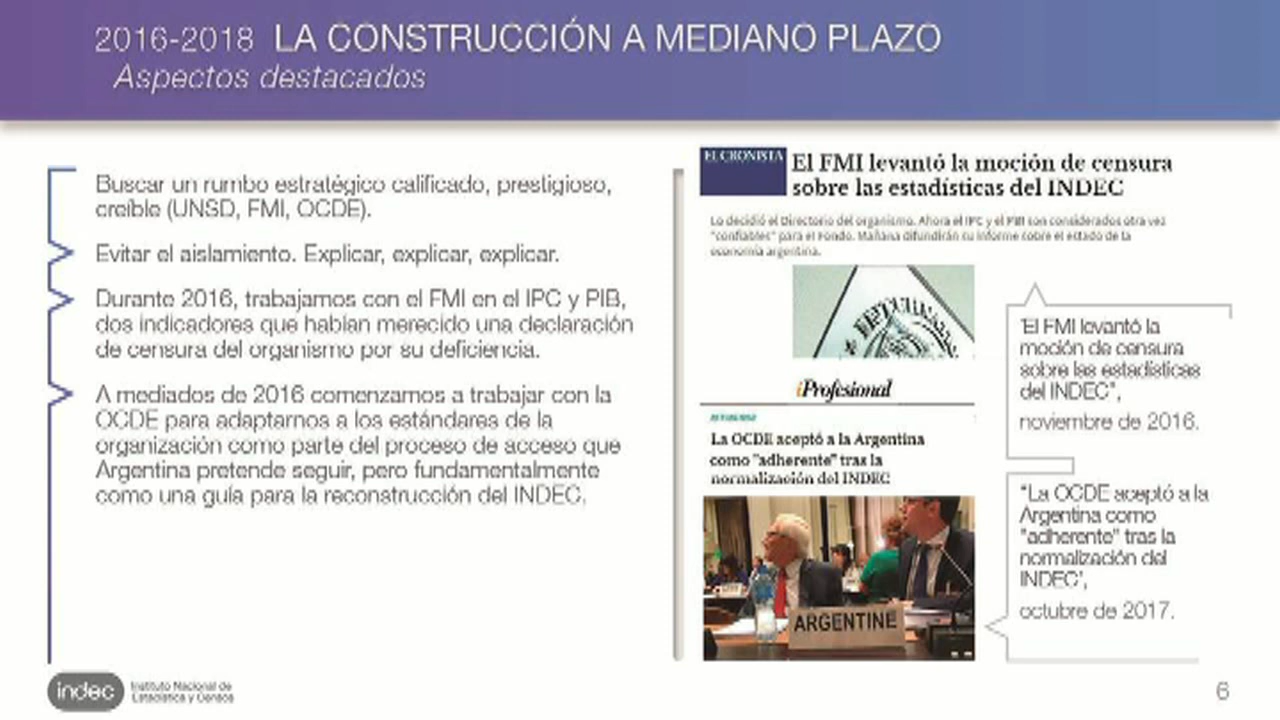 2016-2018 LA CONSTRUCCIÓN A MEDIANO PLAZO
Aspectos destacados
Buscar un rumbo estratégico calificado, prestigioso,
creíble (UNSD, FMI, OCDE).
Evitar el aislamiento. Explicar, explicar, explicar.
Durante 2016, trabajamos con el FMI en el IPC y PIB,
dos indicadores que habían merecido una declaración
de censura del organismo por su deficiencia.
A mediados de 2016 comenzamos a trabajar con la
OCDE para adaptarnos a los estándares de la
organización como parte del proceso de acceso que
Argentina pretende seguir, pero fundamentalmente
como una guía para la reconstrucción del INDEC.
EL CRONISTA
El FMI levantó la moción de censura
sobre las estadísticas del INDEC
Lo decidió el Directorio del organismo. Ahora el IPC y el PIB son considerados otra vez
"confiables" para el Fondo. Mañana difundirán su informe sobre el estado de la
economía argentina.
iProfesional
La OCDE aceptó a la Argentina
como "adherente" tras la
normalización del INDEC
ARGENTINE
"El FMI levantó la
moción de censura
sobre las estadísticas
del INDEC",
noviembre de 2016.
"La OCDE aceptó a la
Argentina como
"adherente" tras la
normalización del
INDEC",
octubre de 2017.
indec
Instituto Nacional de
Estadística y Censos
6